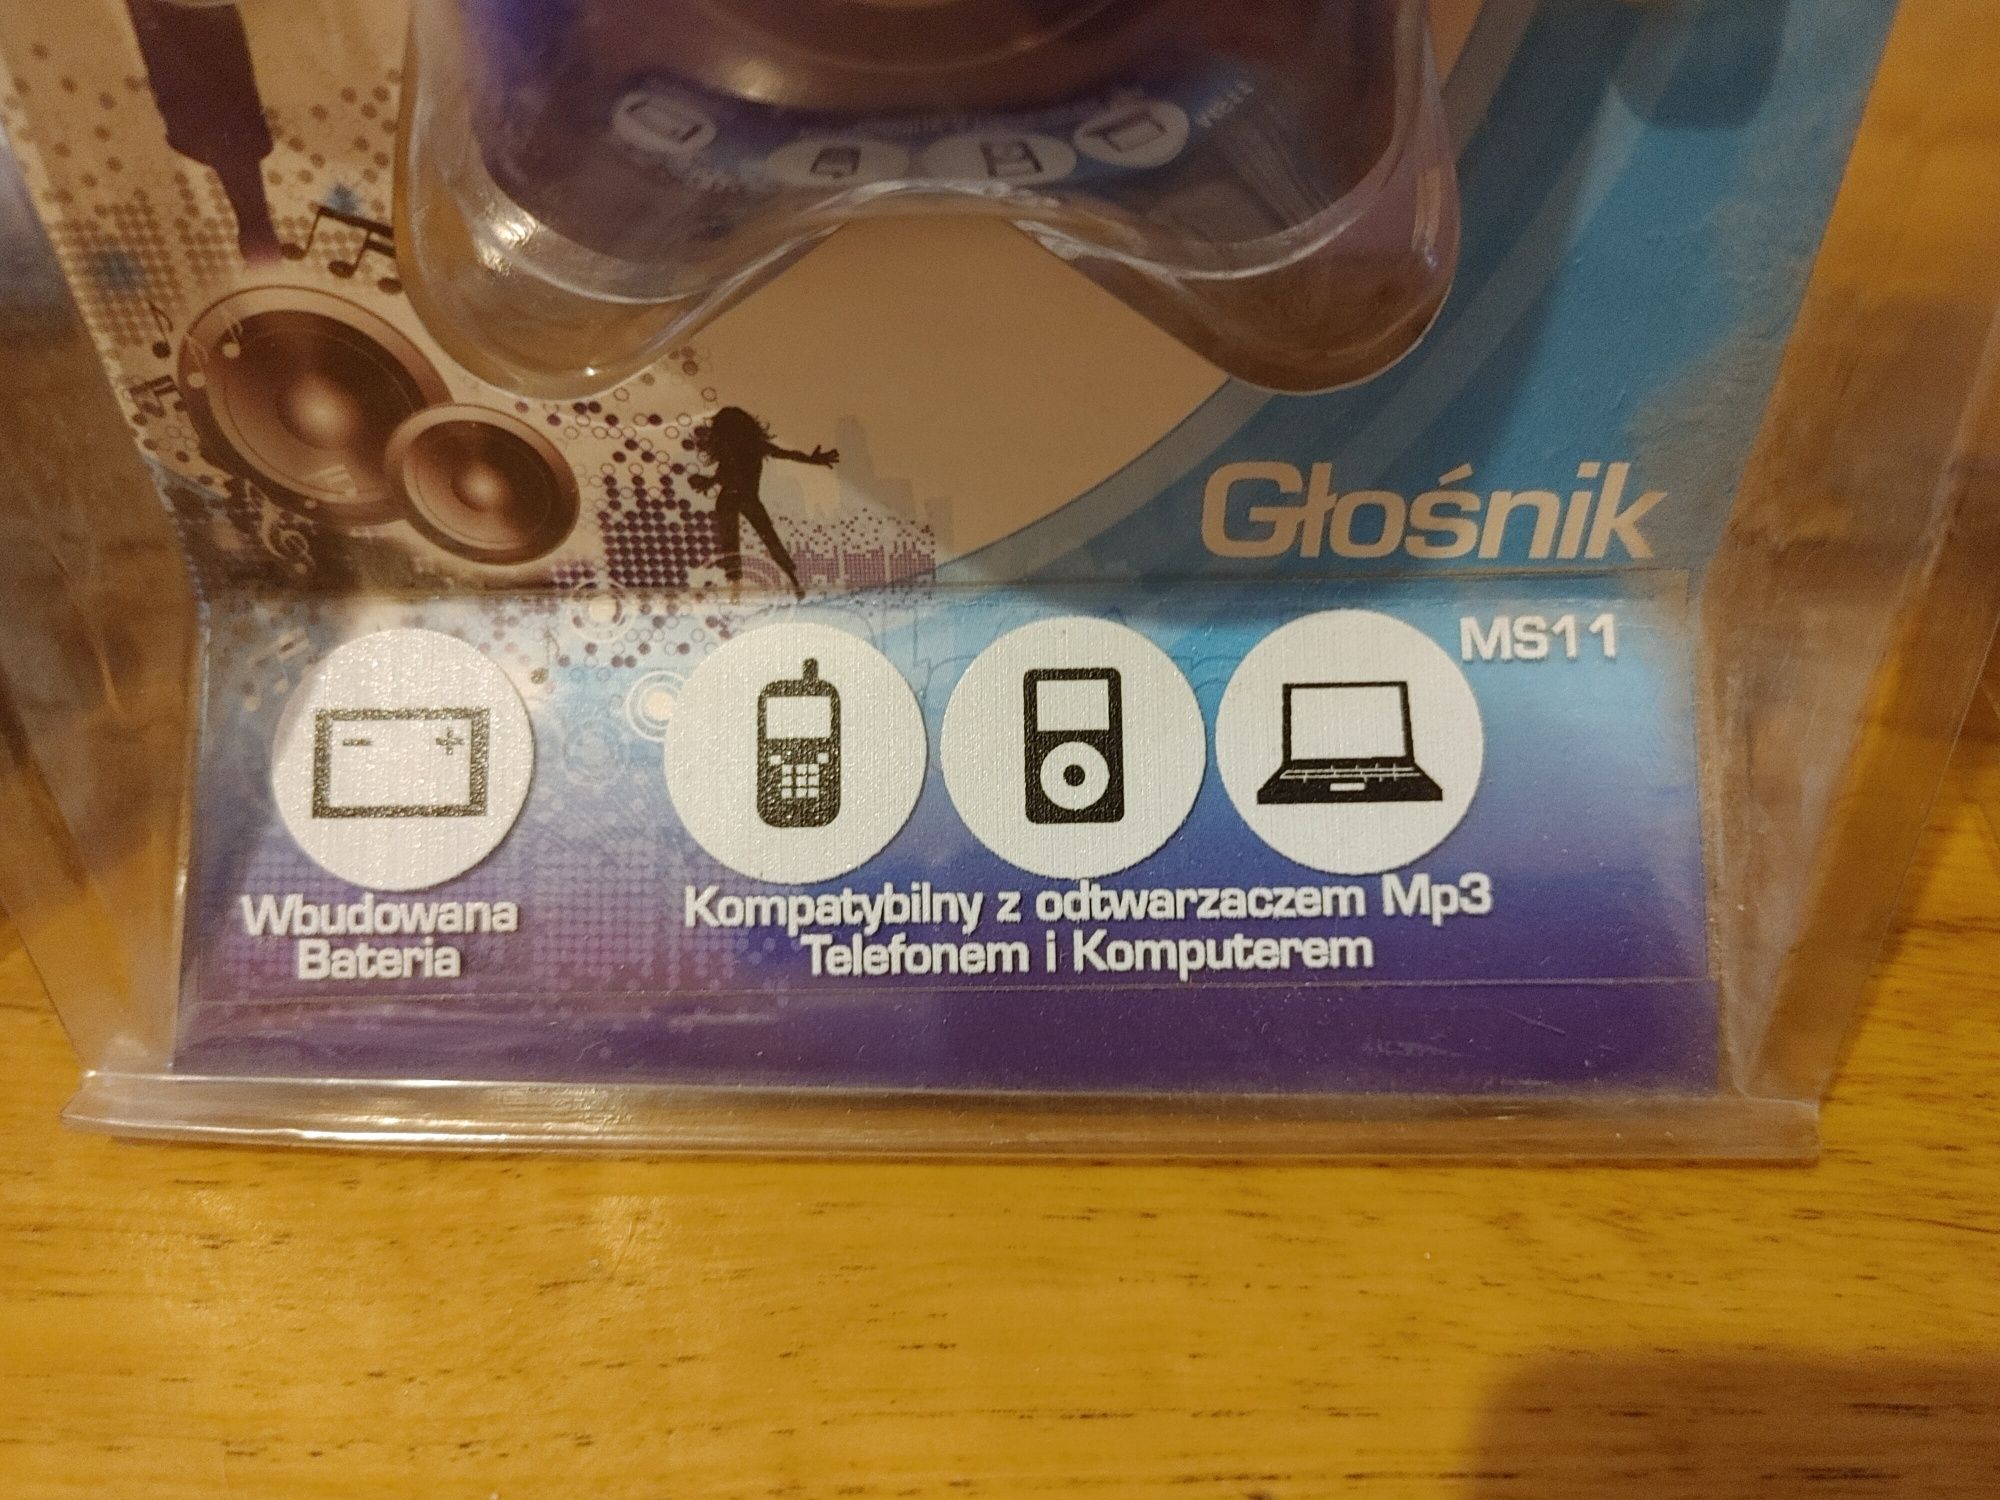 Głośnik
MS11
Wbudowana
Bateria
Kompatybilny z odtwarzaczem Mp3
Telefonem i Komputerem